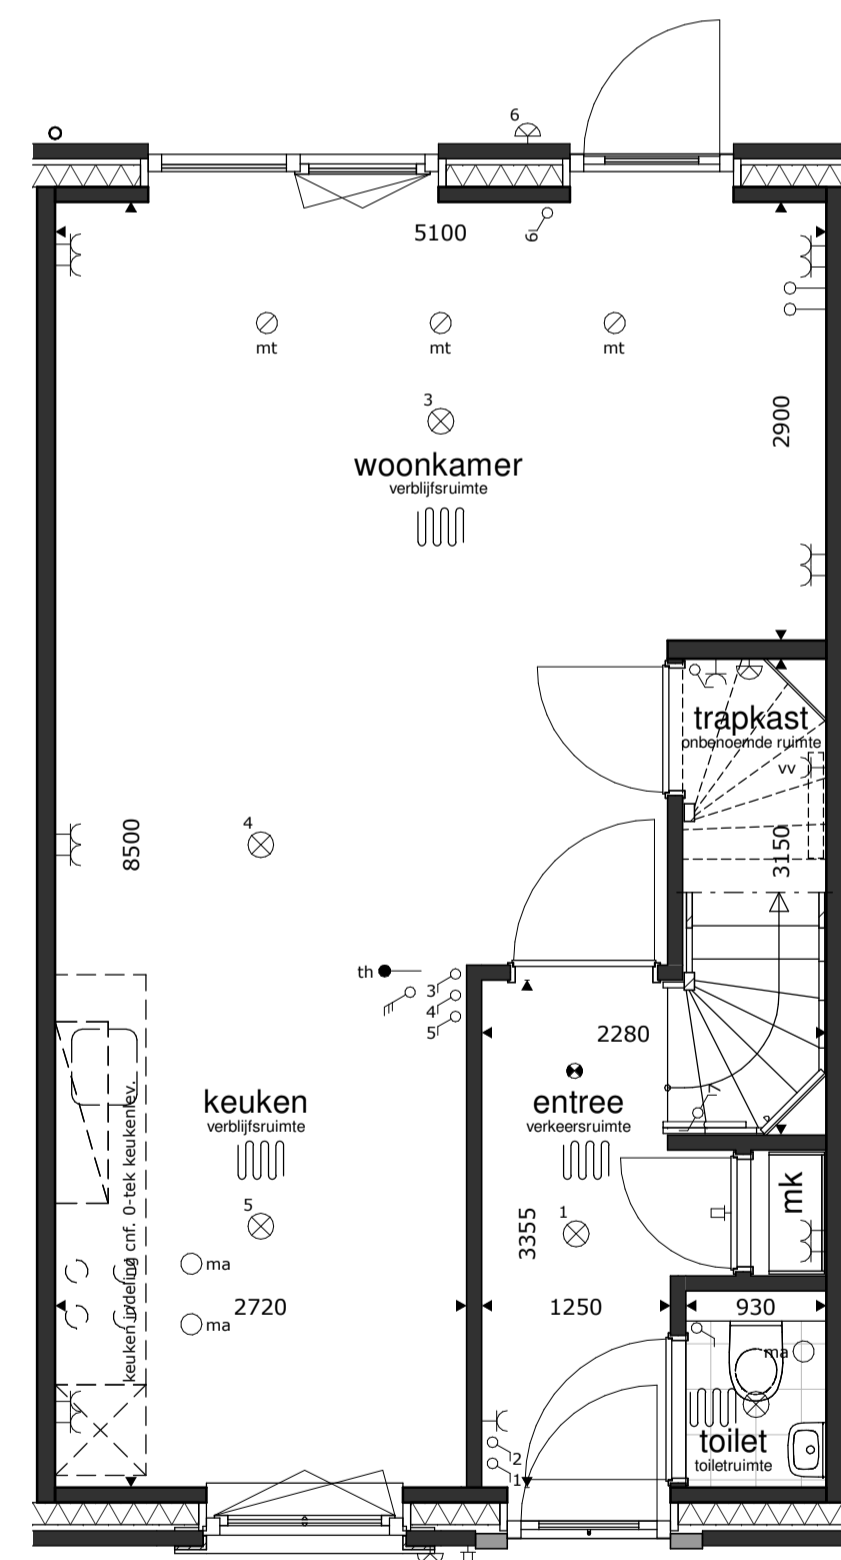 6
5100
6
mt
mt
mt
3
2900
woonkamer
verblijfsruimte
trapkast
onbenoemde ruimte
vv
4
8500
3150
th
3
4
5
2280
7
keuken
verblijfsruimte
entree
verkeersruimte
keuken indeling cnf. 0-tek keukenlev.
mk
5
1
3355
ma
2720
1250
930
ma
ma
toilet
toiletruimte
2
1